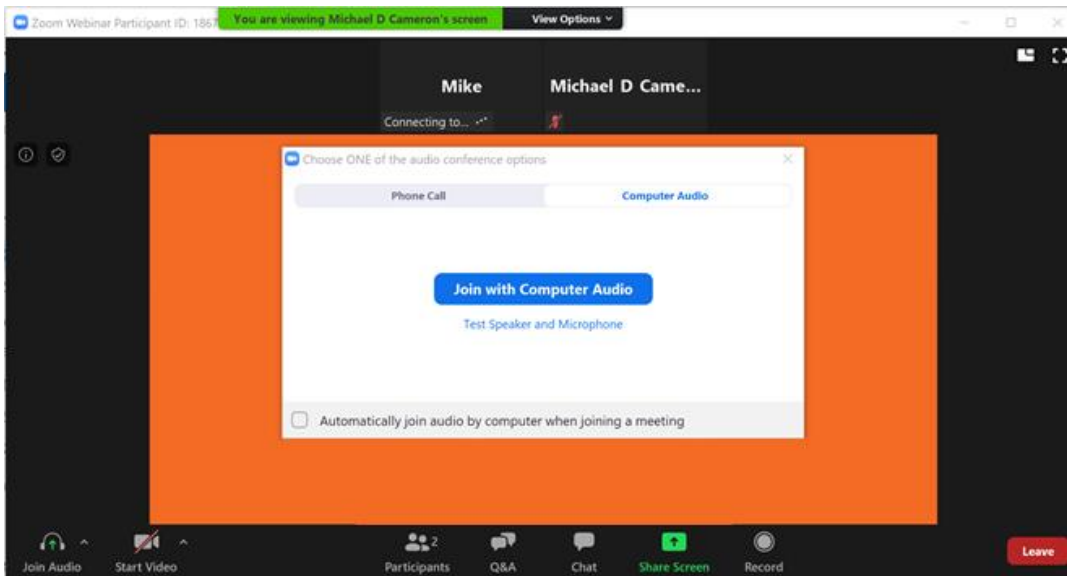 Zoom Webinar Participant ID: 1867
You are viewing Michael D Cameron's screen
View Options
Mike
Michael D Came...
Connecting to...
Choose ONE of the audio conference options
Phone Call
Computer Audio
Join with Computer Audio
Test Speaker and Microphone
Automatically join audio by computer when joining a meeting
2
Join Audio
Start Video
Participants
Q&A
Chat
Share Screen
Record
Leave